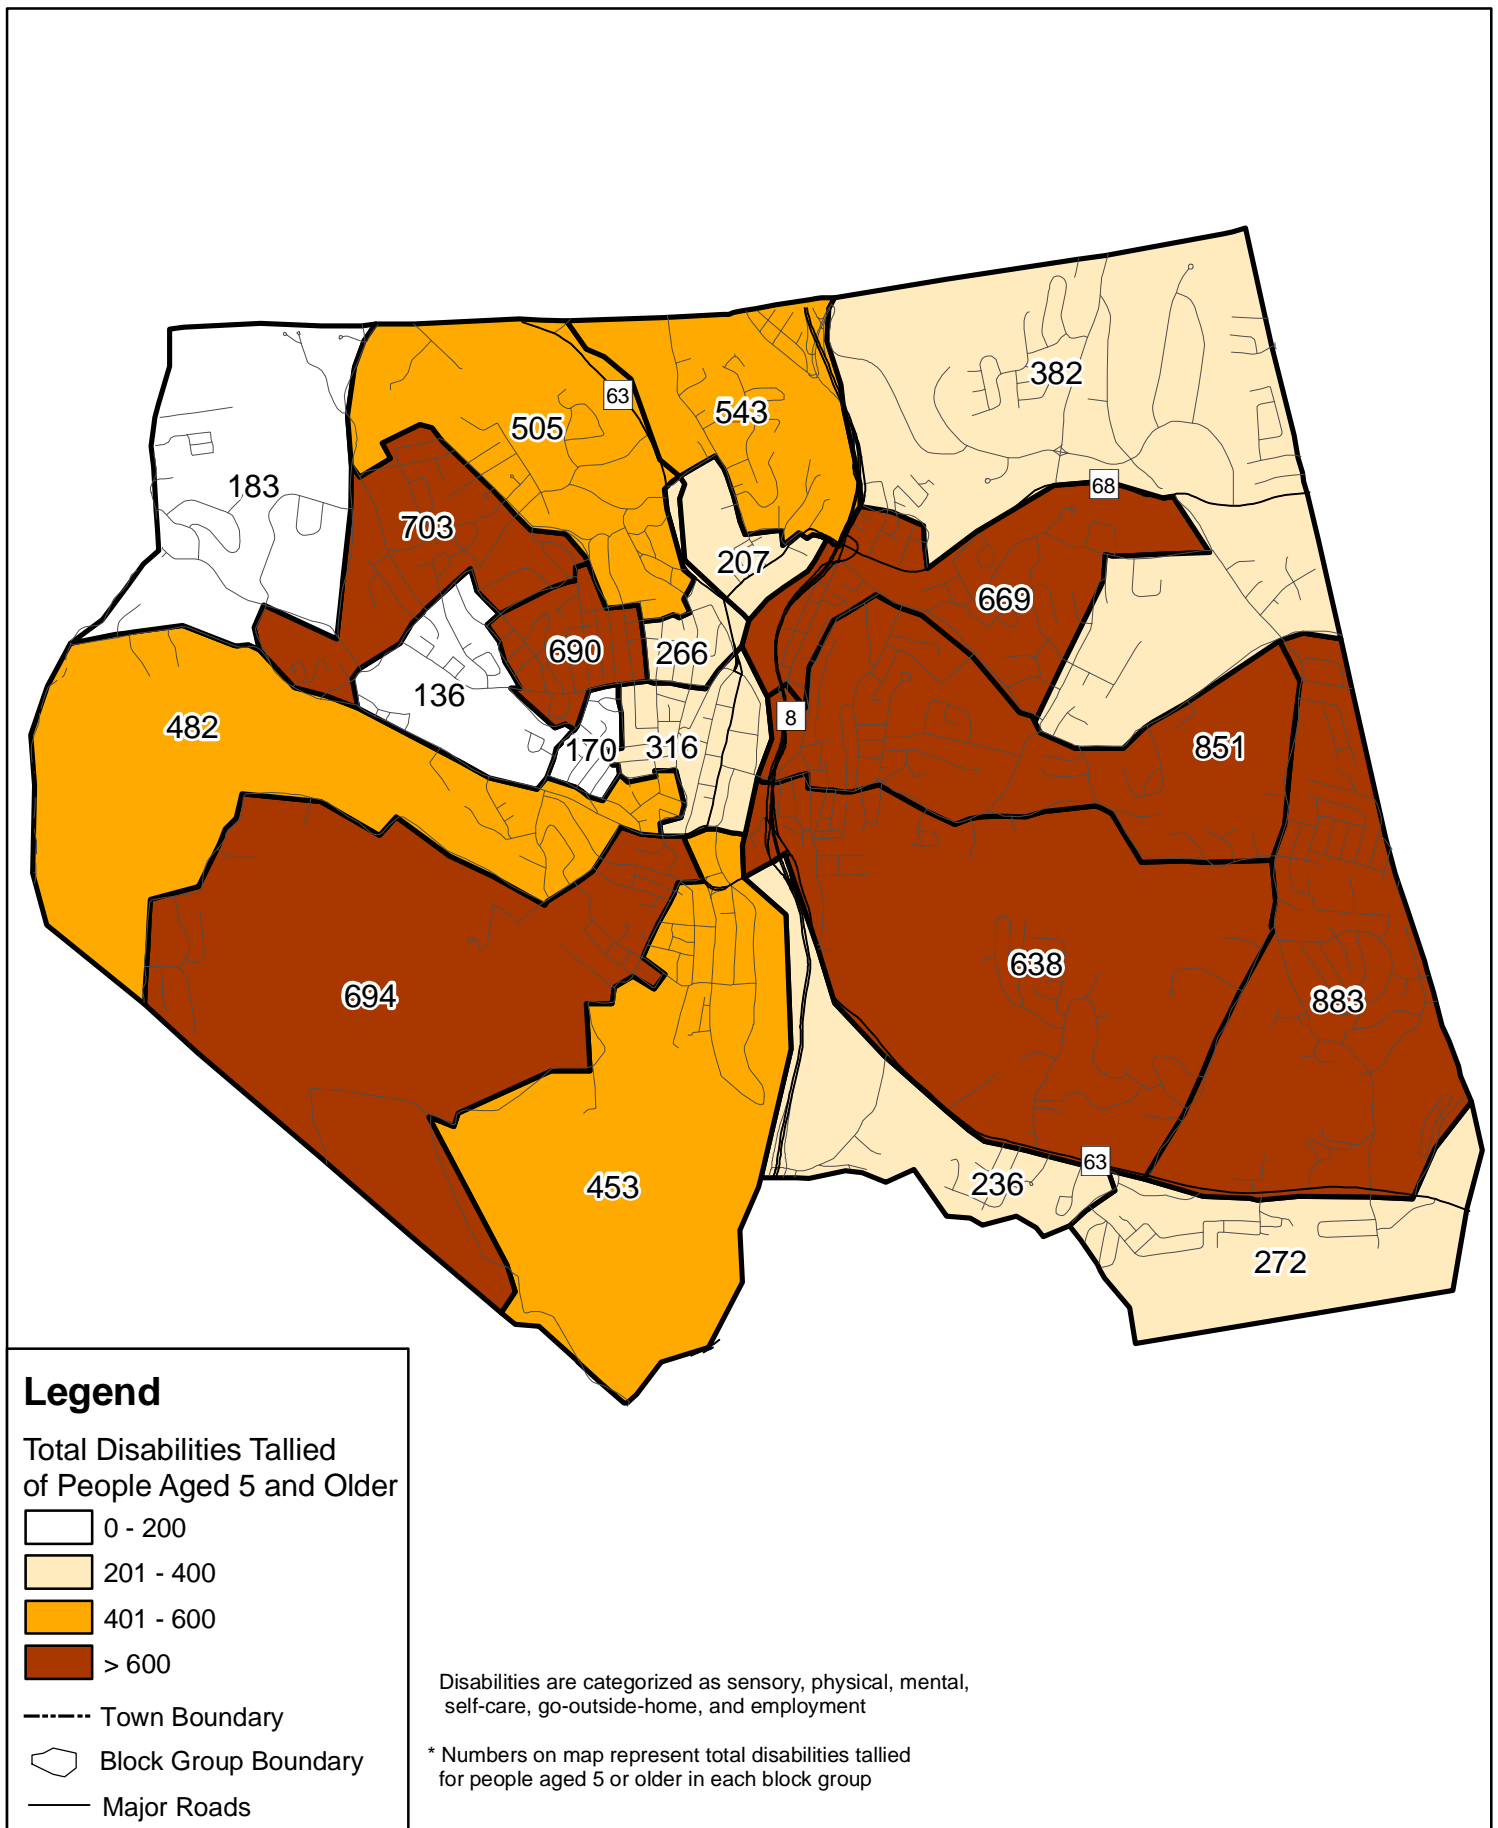 382
63
543
505
68
183
703
207
669
690
266
136
8
482
170
316
851
638
694
883
63
236
453
272
Legend
Total Disabilities Tallied
of People Aged 5 and Older
0 - 200
201 - 400
401 - 600
> 600
Town Boundary
Block Group Boundary
Major Roads
Disabilities are categorized as sensory, physical, mental,
self-care, go-outside-home, and employment
* Numbers on map represent total disabilities tallied
for people aged 5 or older in each block group